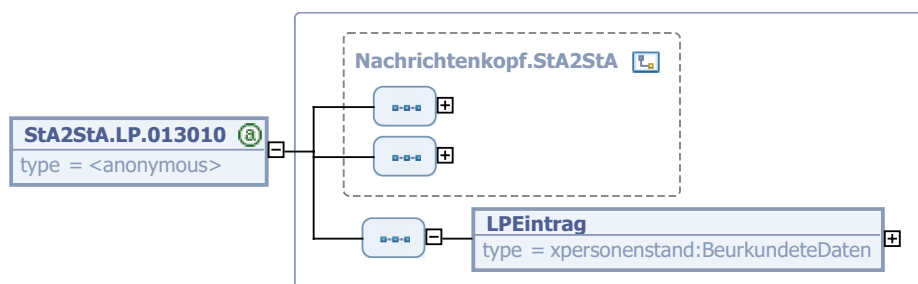 Nachrichtenkopf.StA2StA
StA2StA.LP.013010
type = <anonymous>
LPEintrag
type = xpersonenstand:BeurkundeteDaten